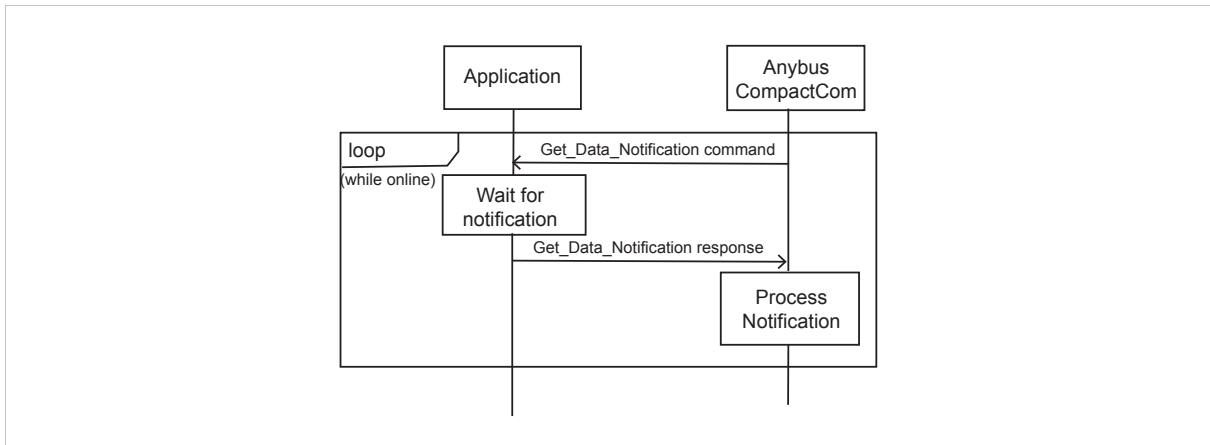 Application
Anybus
CompactCom
loop
Get_Data_Notification command
(while online)
Wait for
notification
Get_Data_Notification response
Process
Notification